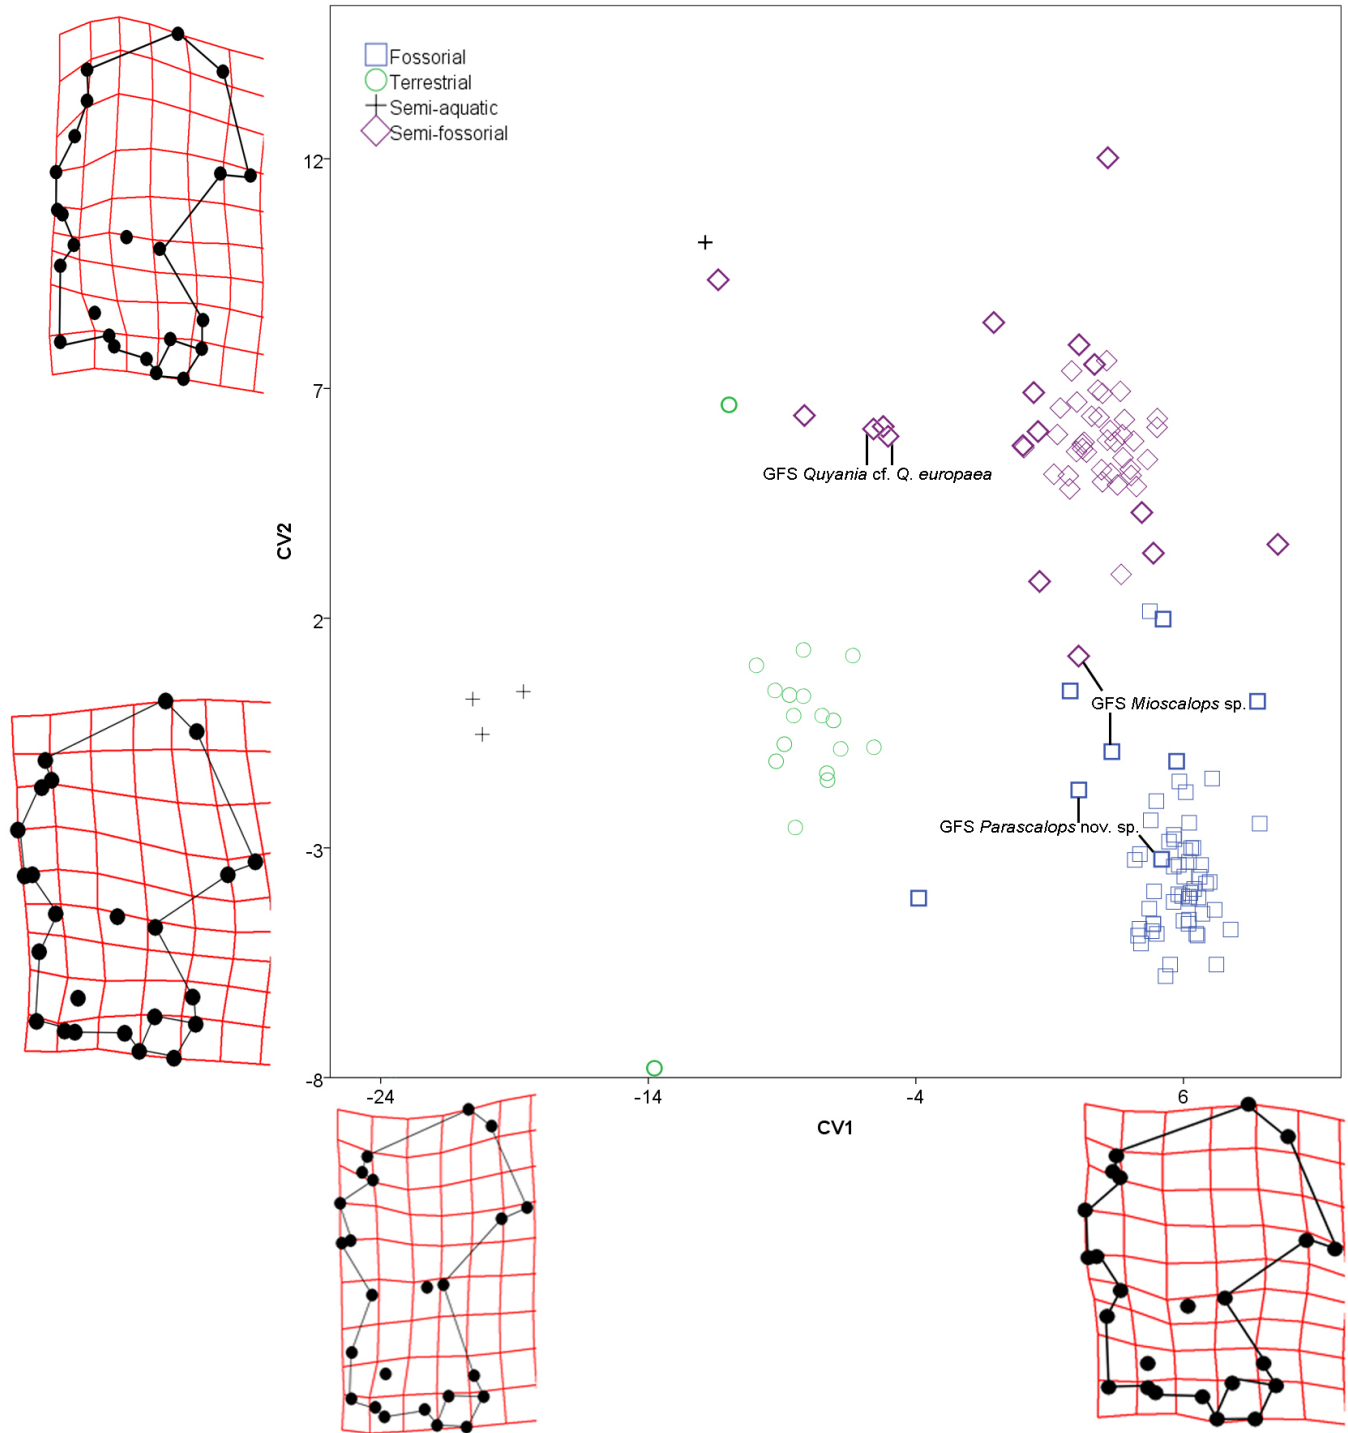 Fossorial
Terrestrial
Semi-aquatic
Semi-fossorial
12
7
GFS Quyania cf. Q. europaea
CV2
2
GFS Mioscalops sp.
GFS Parascalops nov. sp.
-3
-8
-24
-14
-4
6
CV1